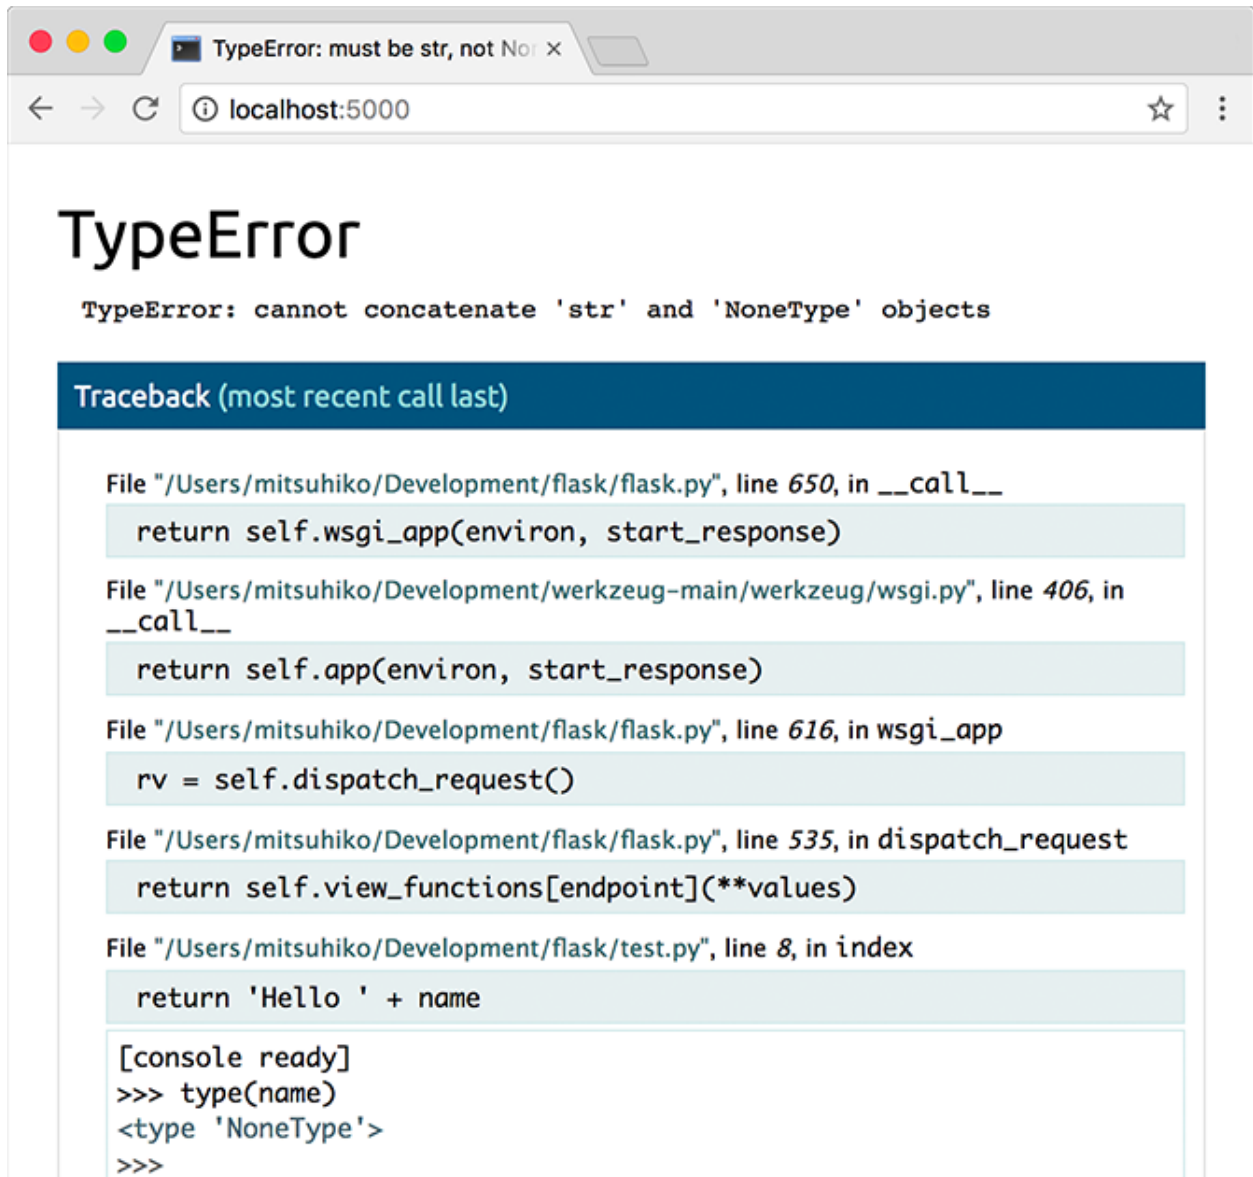 TypeError: must be str, not Non
localhost:5000
TypeError
TypeError: cannot concatenate 'str' and 'NoneType' objects
Traceback (most recent call last)
File "/Users/mitsuhiko/Development/flask/flask.py", line 650, in __call__
return self.wsgi_app(environ, start_response)
File "/Users/mitsuhiko/Development/werkzeug-main/werkzeug/wsgi.py", line 406, in
__call__
return self.app(environ, start_response)
File "/Users/mitsuhiko/Development/flask/flask.py", line 616, in wsgi_app
rv = self.dispatch_request()
File "/Users/mitsuhiko/Development/flask/flask.py", line 535, in dispatch_request
return self.view_functions[endpoint](**values)
File "/Users/mitsuhiko/Development/flask/test.py", line 8, in index
return 'Hello ' + name
[console ready]
>>> type(name)
<type 'NoneType'>
>>>